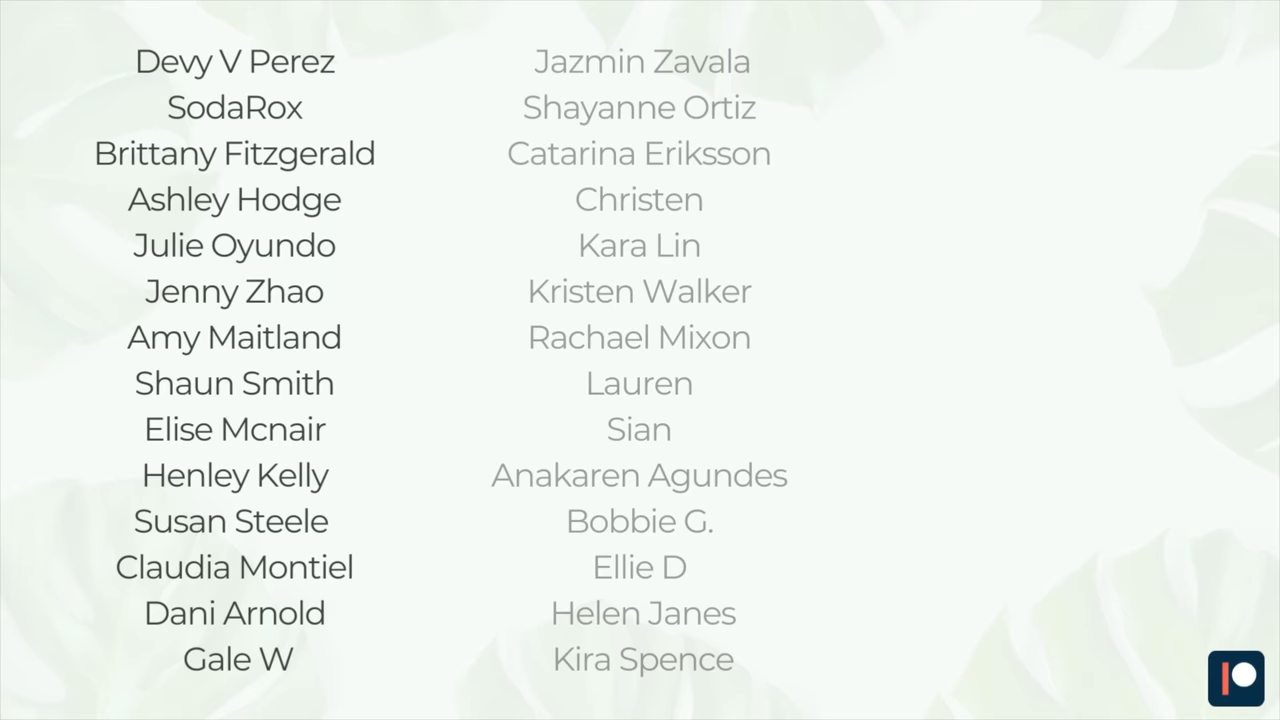 Devy V Perez
SodaRox
Brittany Fitzgerald
Ashley Hodge
Julie Oyundo
Jenny Zhao
Amy Maitland
Shaun Smith
Elise Mcnair
Henley Kelly
Susan Steele
Claudia Montiel
Dani Arnold
Gale W
Jazmin Zavala
Shayanne Ortiz
Catarina Eriksson
Christen
Kara Lin
Kristen Walker
Rachael Mixon
Lauren
Sian
Anakaren Agundes
Bobbie G.
Ellie D
Helen Janes
Kira Spence